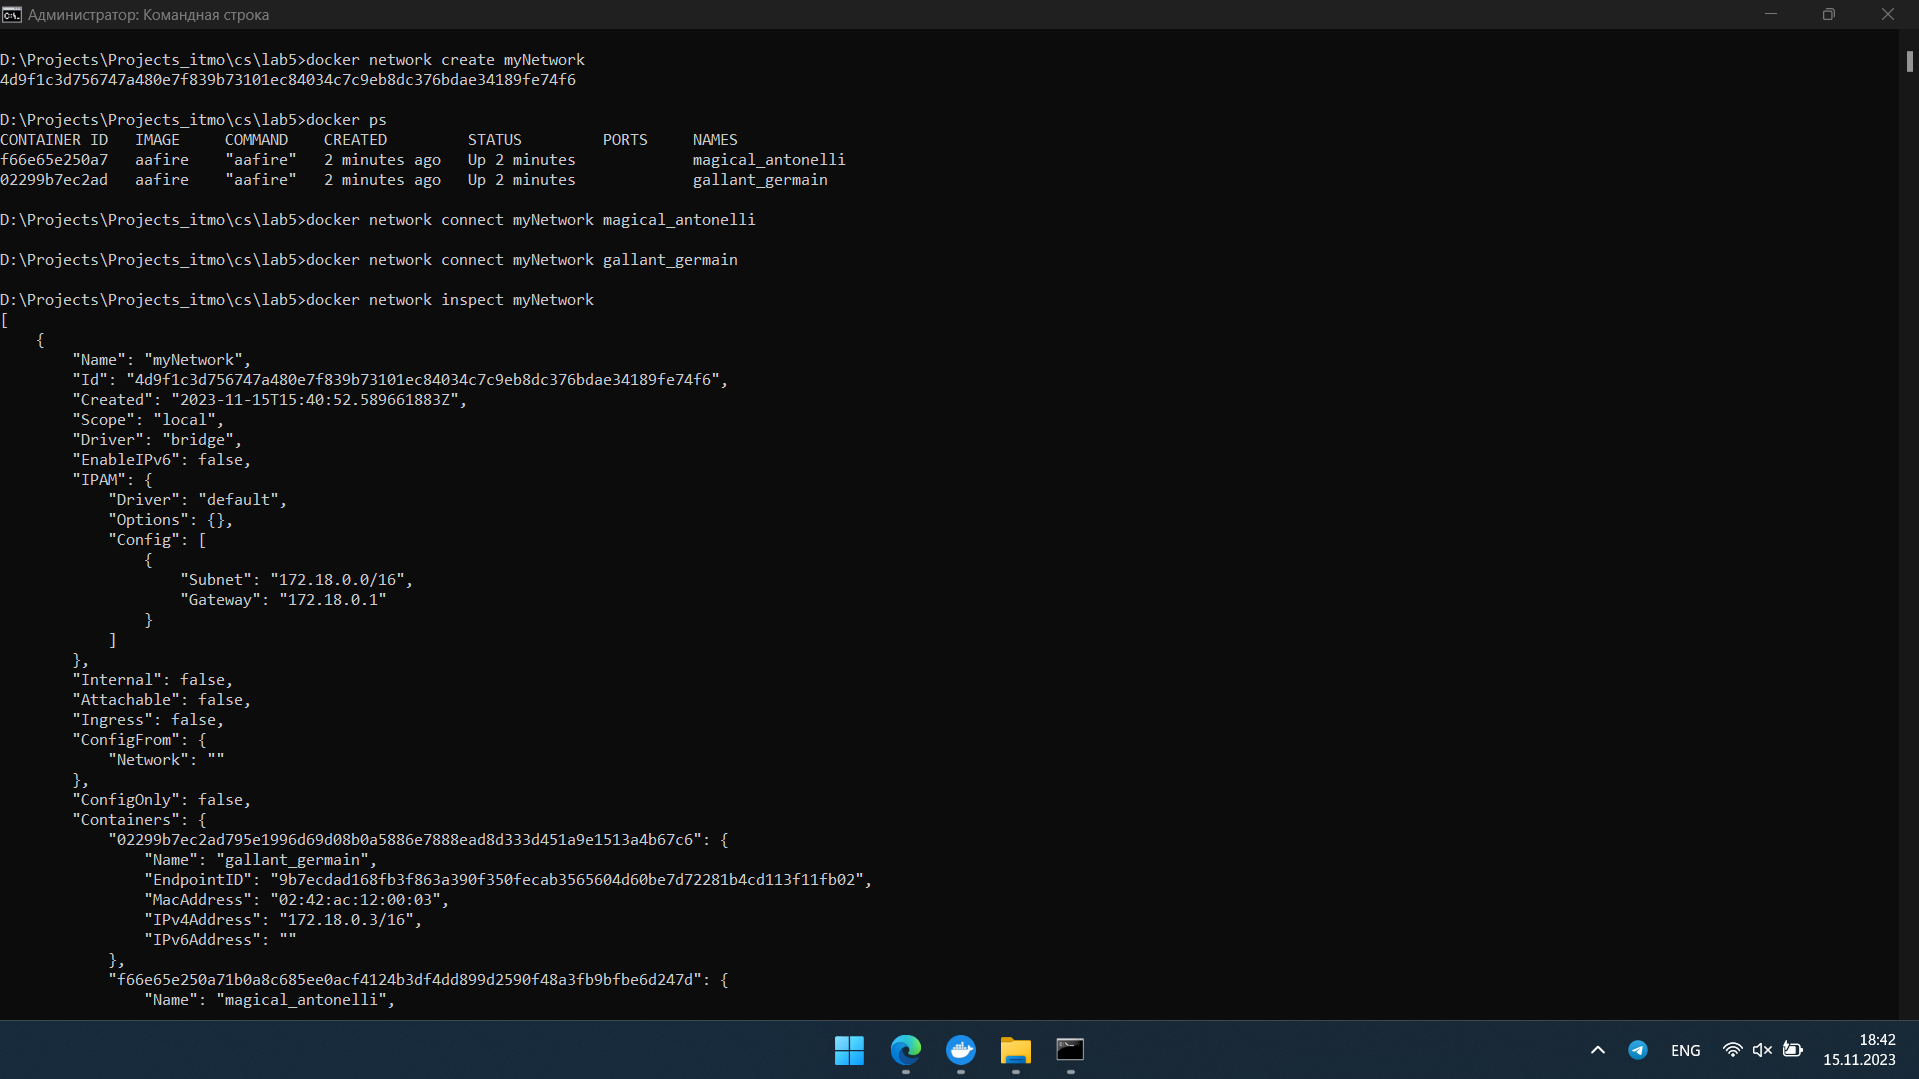 Администратор: Командная строка
D:\Projects\Projects_itmo\cs\lab5>docker network create myNetwork
4d9f1c3d756747a480e7f839b73101ec84034c7c9eb8dc376bdae34189fe74f6
D:\Projects\Projects_itmo\cs\lab5>docker ps
CONTAINER ID   IMAGE     COMMAND    CREATED         STATUS         PORTS     NAMES
f66e65e250a7   aafire    "aafire"   2 minutes ago   Up 2 minutes             magical_antonelli
02299b7ec2ad   aafire    "aafire"   2 minutes ago   Up 2 minutes             gallant_germain
D:\Projects\Projects_itmo\cs\lab5>docker network connect myNetwork magical_antonelli
D:\Projects\Projects_itmo\cs\lab5>docker network connect myNetwork gallant_germain
D:\Projects\Projects_itmo\cs\lab5>docker network inspect myNetwork
[
    {
        "Name": "myNetwork",
        "Id": "4d9f1c3d756747a480e7f839b73101ec84034c7c9eb8dc376bdae34189fe74f6",
        "Created": "2023-11-15T15:40:52.589661883Z",
        "Scope": "local",
        "Driver": "bridge",
        "EnableIPv6": false,
        "IPAM": {
            "Driver": "default",
            "Options": {},
            "Config": [
                {
                    "Subnet": "172.18.0.0/16",
                    "Gateway": "172.18.0.1"
                }
            ]
        },
        "Internal": false,
        "Attachable": false,
        "Ingress": false,
        "ConfigFrom": {
            "Network": ""
        },
        "ConfigOnly": false,
        "Containers": {
            "02299b7ec2ad795e1996d69d08b0a5886e7888ead8d333d451a9e1513a4b67c6": {
                "Name": "gallant_germain",
                "EndpointID": "9b7ecdad168fb3f863a390f350fecab3565604d60be7d72281b4cd113f11fb02",
                "MacAddress": "02:42:ac:12:00:03",
                "IPv4Address": "172.18.0.3/16",
                "IPv6Address": ""
            },
            "f66e65e250a71b0a8c685ee0acf4124b3df4dd899d2590f48a3fb9bfbe6d247d": {
                "Name": "magical_antonelli",
ENG
18:42
15.11.2023